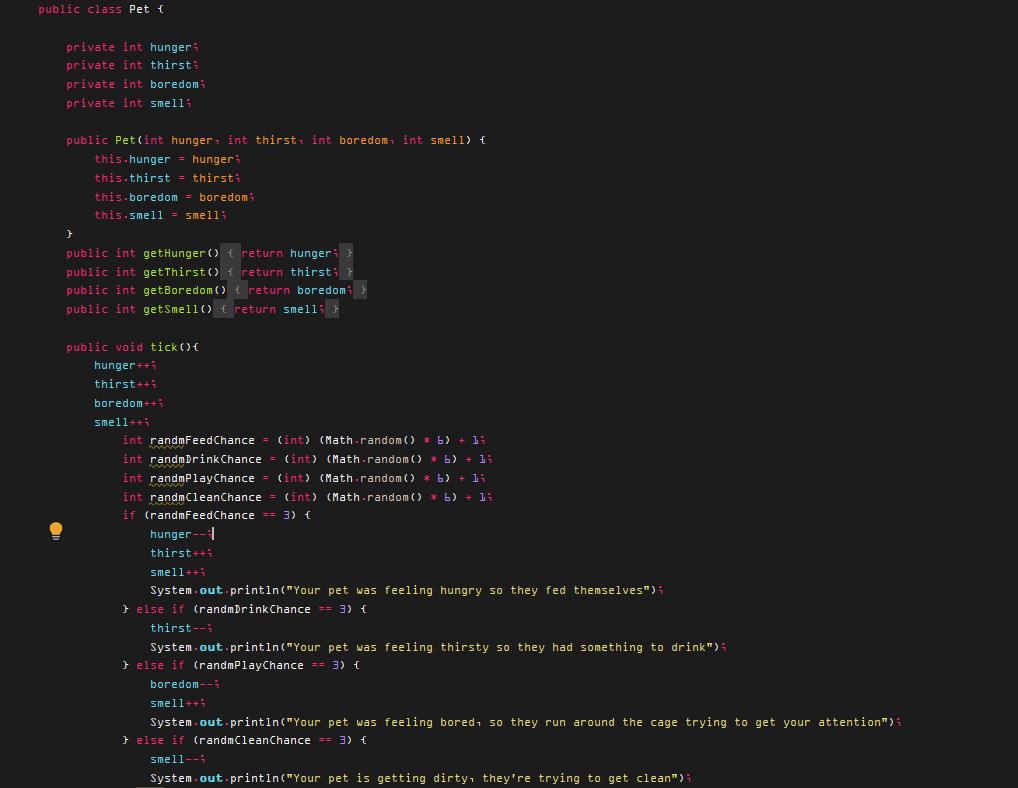 public class Pet {
private int hunger;
private int thirst;
private int boredom;
private int smell;
public Pet(int hunger, int thirst, int boredom, int smell) {
this.hunger = hunger;
this.thirst = thirst;
this.boredom = boredom;
this.smell = smell;
}
public int getHunger() { return hunger; }
public int getThirst() { return thirst; }
public int getBoredom() { return boredom; }
public int getSmell() { return smell; }
public void tick(){
hunger++;
thirst++;
boredom++;
smell++;
int randmFeedChance = (int) (Math.random() * 6) + 1;
int randmDrinkChance = (int) (Math.random() * 6) + 1;
int randmPlayChance = (int) (Math.random() * 6) + 1;
int randmCleanChance = (int) (Math.random() * 6) + 1;
if (randmFeedChance == 3) {
hunger--;
thirst++;
smell++;
System.out.println("Your pet was feeling hungry so they fed themselves");
} else if (randmDrinkChance == 3) {
thirst--;
System.out.println("Your pet was feeling thirsty so they had something to drink");
} else if (randmPlayChance == 3) {
boredom--;
smell++;
System.out.println("Your pet was feeling bored, so they run around the cage trying to get your attention");
} else if (randmCleanChance == 3) {
smell--;
System.out.println("Your pet is getting dirty, they're trying to get clean");